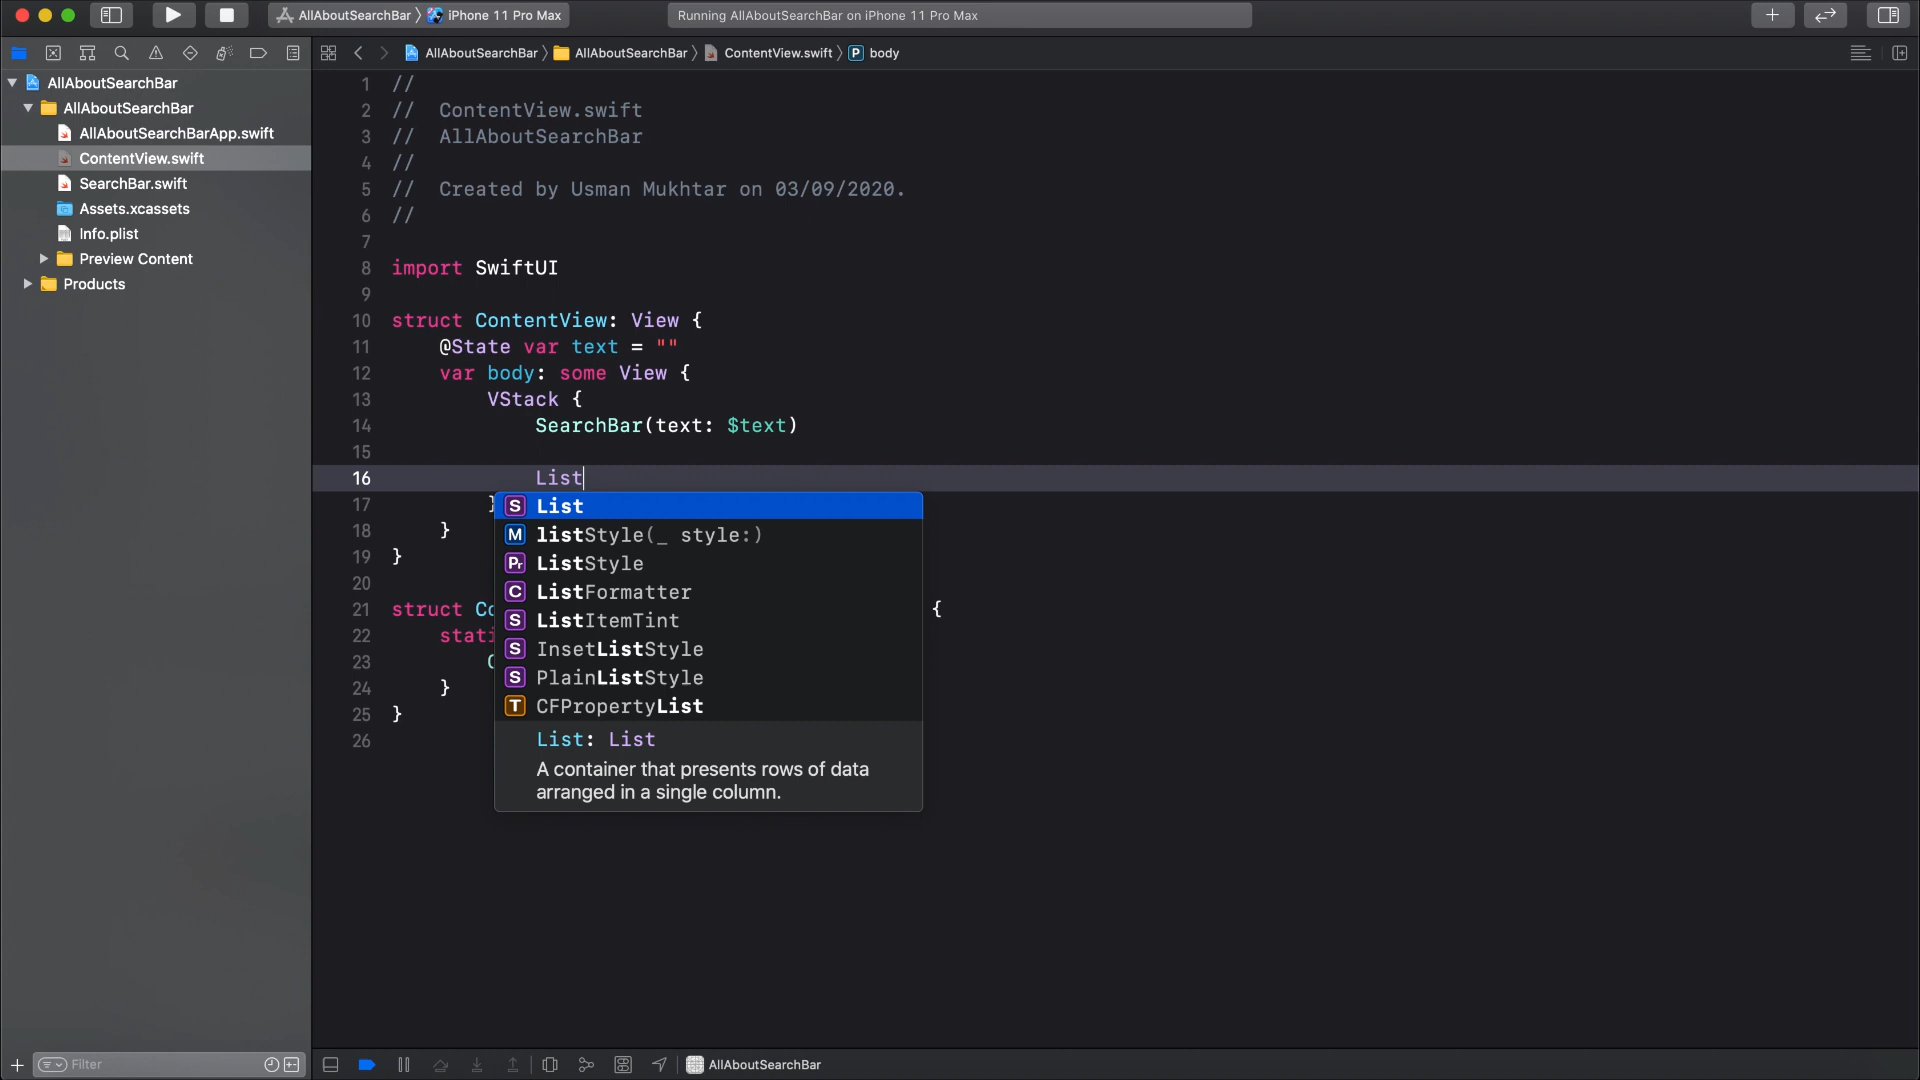 AllAboutSearchBar 〉 iPhone 11 Pro Max
Running AllAboutSearchBar on iPhone 11 Pro Max
AllAboutSearchBar 〉 AllAboutSearchBar 〉 ContentView.swift 〉 P body
AllAboutSearchBar
AllAboutSearchBar
AllAboutSearchBarApp.swift
ContentView.swift
SearchBar.swift
Assets.xcassets
Info.plist
Preview Content
Products
1 //
2 //  ContentView.swift
3 //  AllAboutSearchBar
4 //
5 //  Created by Usman Mukhtar on 03/09/2020.
6 //
7
8 import SwiftUI
9
10 struct ContentView: View {
11     @State var text = ""
12     var body: some View {
13         VStack {
14             SearchBar(text: $text)
15
16             List
17         }
18     }
19 }
20
21 struct Co {
22     stati
23         C
24     }
25 }
26
S List
M listStyle(_ style:)
Pr ListStyle
C ListFormatter
S ListItemTint
S InsetListStyle
S PlainListStyle
T CFPropertyList
List: List
A container that presents rows of data
arranged in a single column.
Filter
AllAboutSearchBar